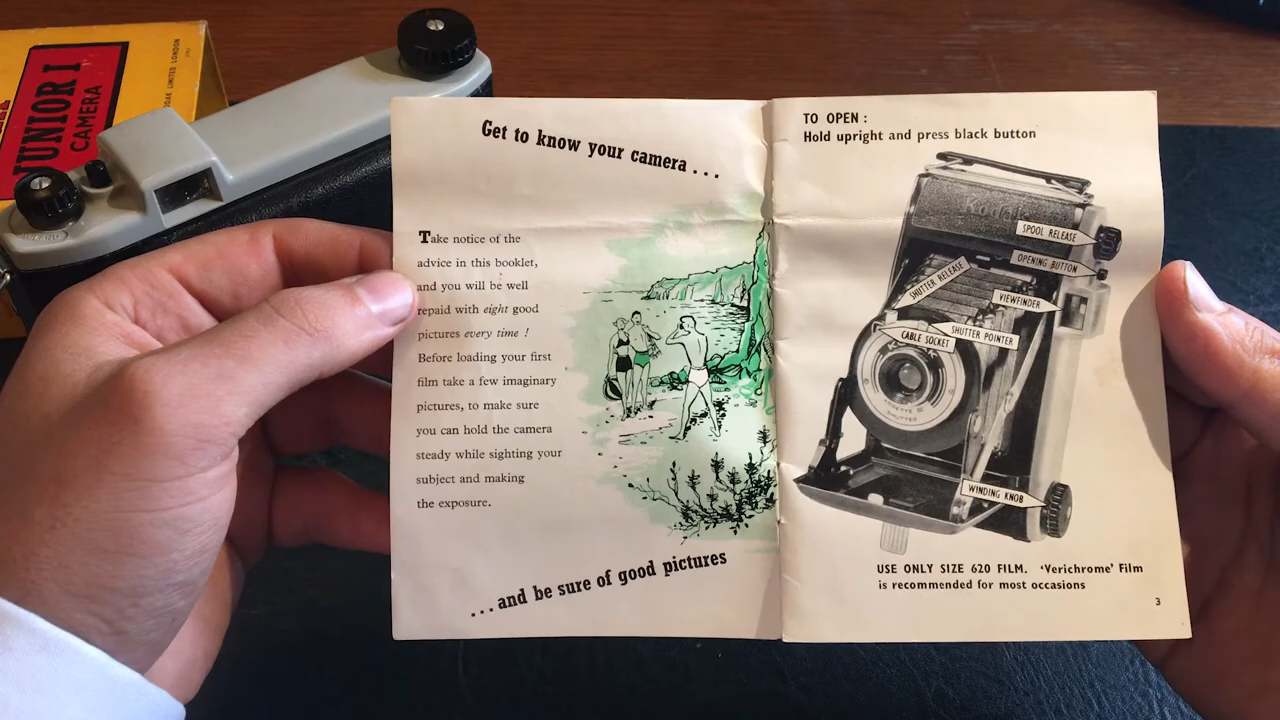 JUNIOR I
CAMERA
LIMITED LONDON
Get to know your camera . . .
Take notice of the
advice in this booklet,
and you will be well
repaid with eight good
pictures every time !
Before loading your first
film take a few imaginary
pictures, to make sure
you can hold the camera
steady while sighting your
subject and making
the exposure.
. . . and be sure of good pictures
TO OPEN :
Hold upright and press black button
Kodak
SPOOL RELEASE
OPENING BUTTON
SHUTTER RELEASE
VIEWFINDER
CABLE SOCKET
SHUTTER POINTER
SHUTTER
WINDING KNOB
USE ONLY SIZE 620 FILM. 'Verichrome' Film
is recommended for most occasions
3